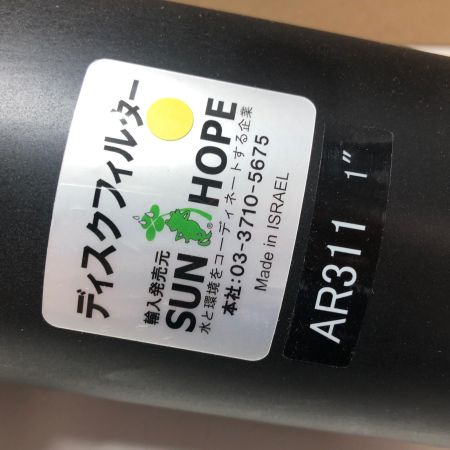 ディスクフィルター
輸入発売元
SUN HOPE
®
水と環境をコーディネートする企業
本社:03-3710-5675
Made in ISRAEL
AR311 1″